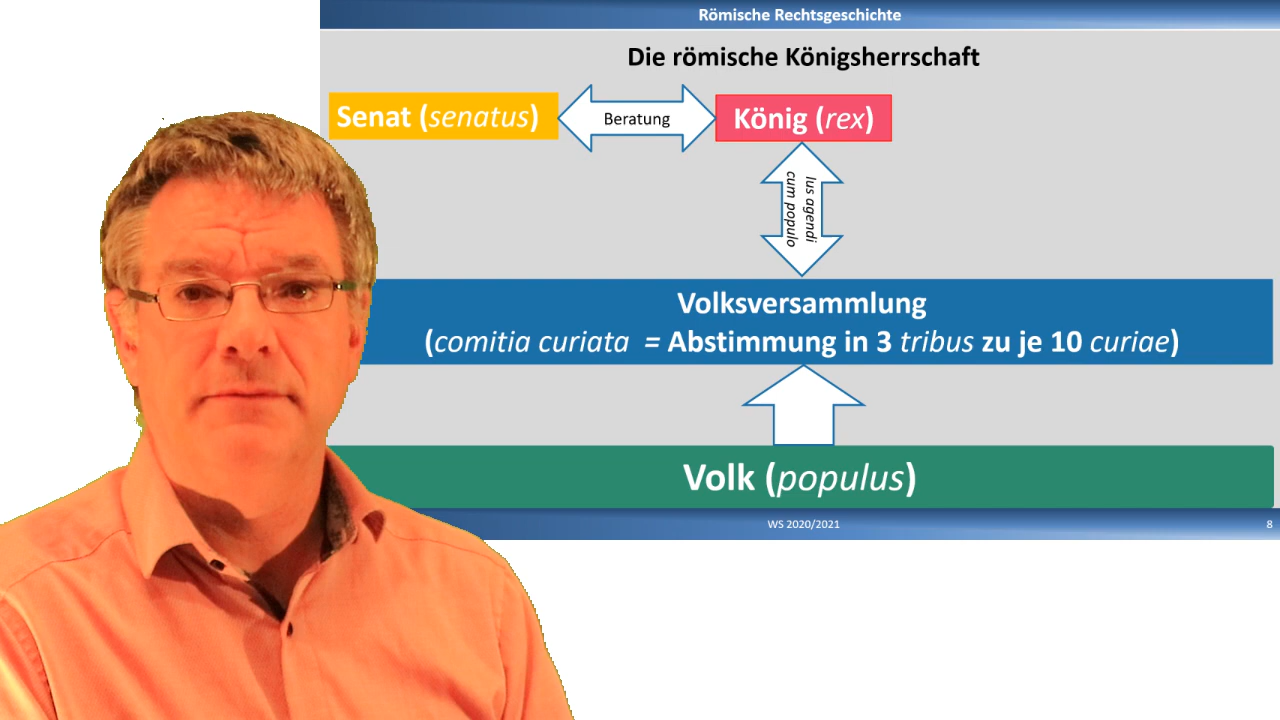 Römische Rechtsgeschichte
Die römische Königsherrschaft
Senat (senatus)
Beratung
König (rex)
Ius agendi
cum populo
Volksversammlung
(comitia curiata = Abstimmung in 3 tribus zu je 10 curiae)
Volk (populus)
WS 2020/2021
8